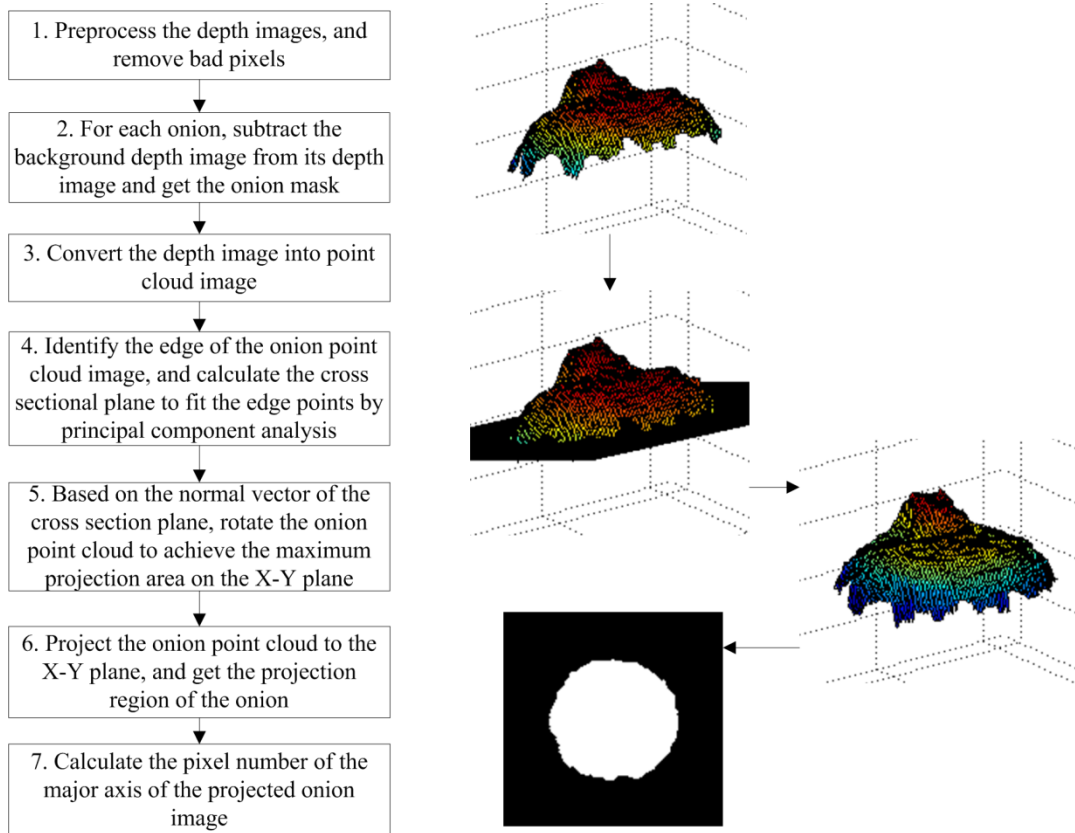 1. Preprocess the depth images, and
remove bad pixels
2. For each onion, subtract the
background depth image from its depth
image and get the onion mask
3. Convert the depth image into point
cloud image
4. Identify the edge of the onion point
cloud image, and calculate the cross
sectional plane to fit the edge points by
principal component analysis
5. Based on the normal vector of the
cross section plane, rotate the onion
point cloud to achieve the maximum
projection area on the X-Y plane
6. Project the onion point cloud to the
X-Y plane, and get the projection
region of the onion
7. Calculate the pixel number of the
major axis of the projected onion
image